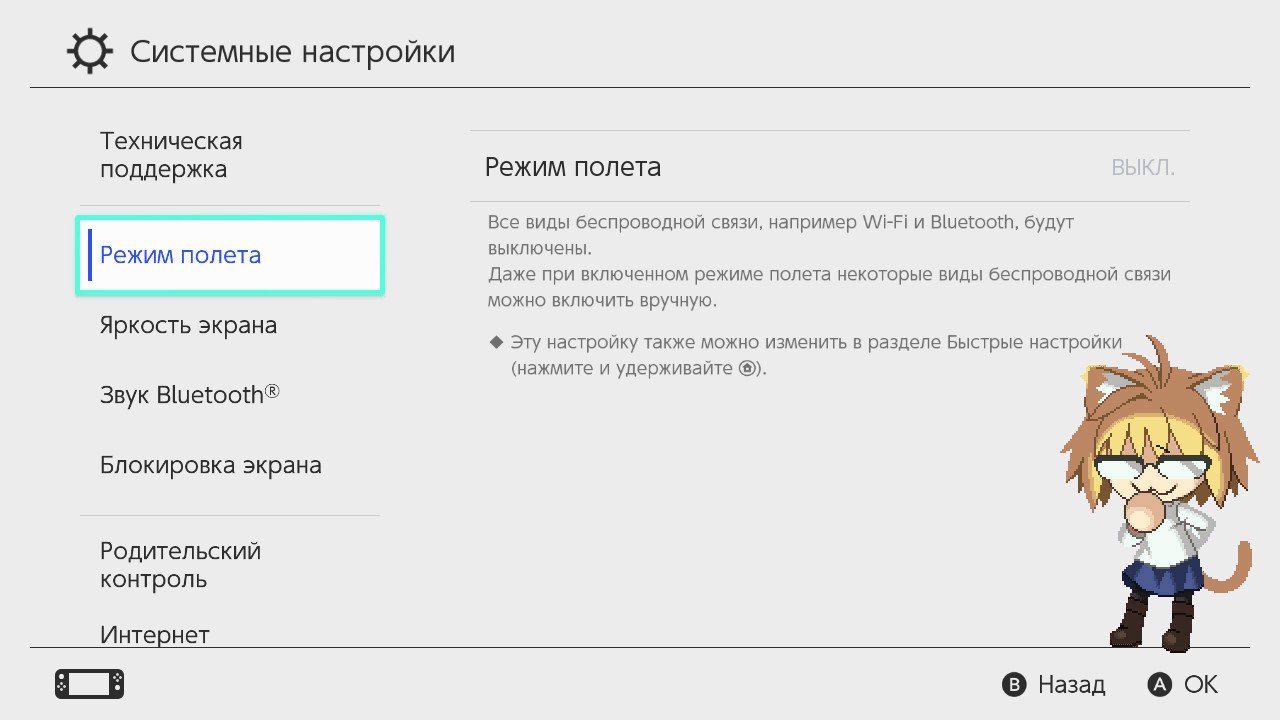 Системные настройки
Техническая
поддержка
Режим полета
Яркость экрана
Звук Bluetooth®
Блокировка экрана
Родительский
контроль
Интернет
Режим полета ВЫКЛ.
Все виды беспроводной связи, например Wi-Fi и Bluetooth, будут
выключены.
Даже при включенном режиме полета некоторые виды беспроводной связи
можно включить вручную.
◆ Эту настройку также можно изменить в разделе Быстрые настройки
(нажмите и удерживайте ).
B Назад A OK